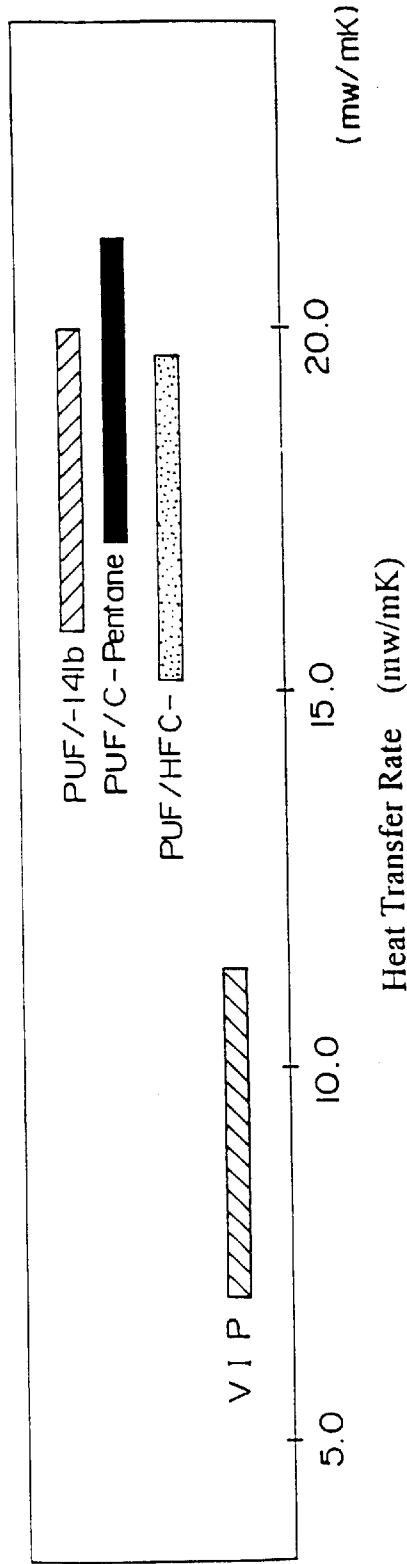 PUF/-141b
PUF/C-Pentane
PUF/HFC-
V I P
5.0
10.0
15.0
20.0
(mw/mK)
Heat Transfer Rate (mw/mK)